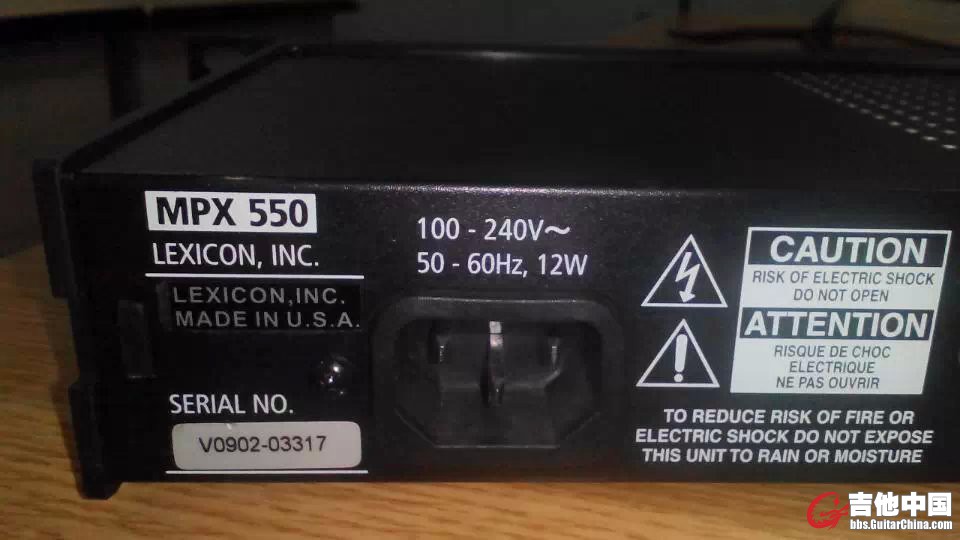 MPX 550
LEXICON, INC.
LEXICON,INC.
MADE IN U.S.A.
SERIAL NO.
V0902-03317
100 - 240V～
50 - 60Hz, 12W
CAUTION
RISK OF ELECTRIC SHOCK
DO NOT OPEN
ATTENTION
RISQUE DE CHOC
ELECTRIQUE
NE PAS OUVRIR
TO REDUCE RISK OF FIRE OR
ELECTRIC SHOCK DO NOT EXPOSE
THIS UNIT TO RAIN OR MOISTURE
吉他中国
bbs.GuitarChina.com